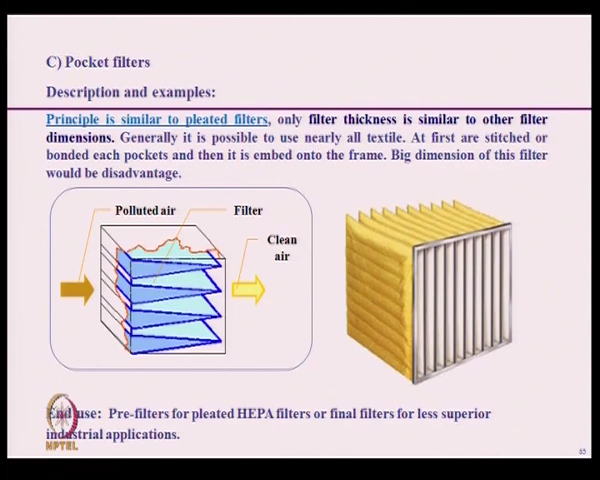 C) Pocket filters
Description and examples:
Principle is similar to pleated filters, only filter thickness is similar to other filter
dimensions. Generally it is possible to use nearly all textile. At first are stitched or
bonded each pockets and then it is embed onto the frame. Big dimension of this filter
would be disadvantage.
Polluted air
Filter
Clean
air
End use: Pre-filters for pleated HEPA filters or final filters for less superior
industrial applications.
NPTEL